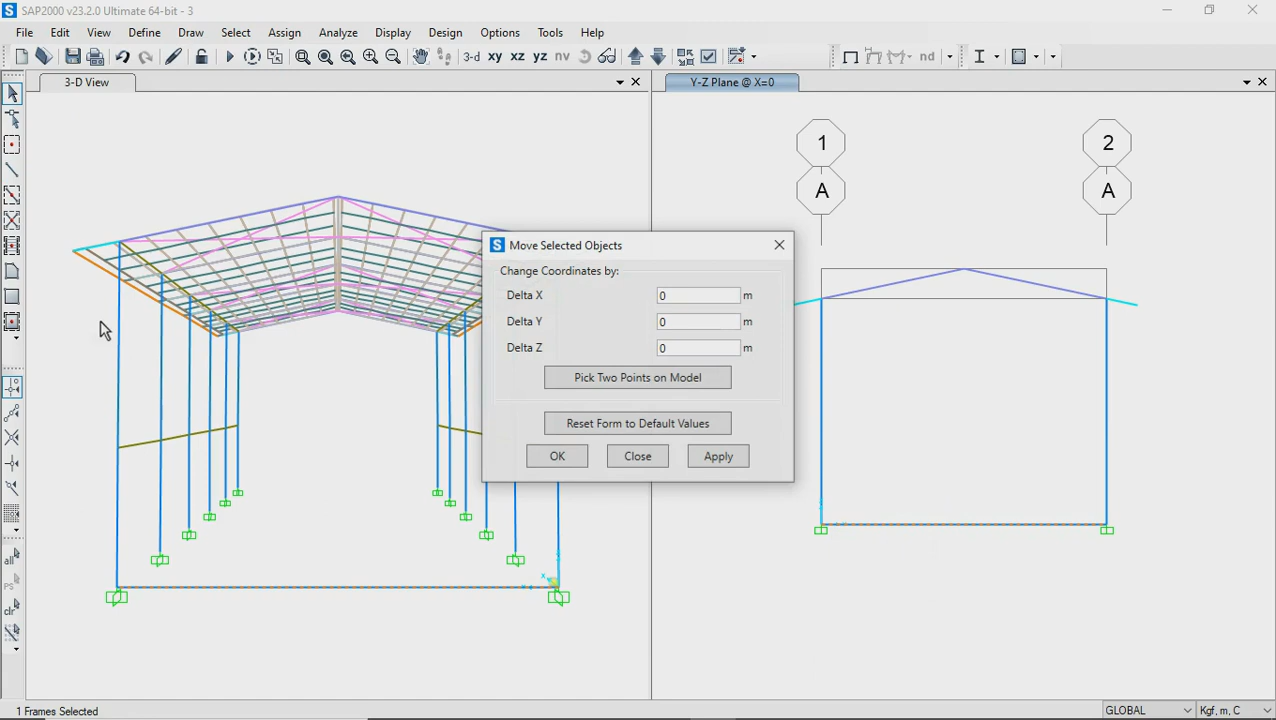 SAP2000 v23.2.0 Ultimate 64-bit - 3
File Edit View Define Draw Select Assign Analyze Display Design Options Tools Help
3-d xy xz yz nv nd
3-D View
Y-Z Plane @ X=0
1 2
A A
Move Selected Objects
Change Coordinates by:
Delta X 0 m
Delta Y 0 m
Delta Z 0 m
Pick Two Points on Model
Reset Form to Default Values
OK Close Apply
all
ps
clr
1 Frames Selected
GLOBAL Kgf, m, C